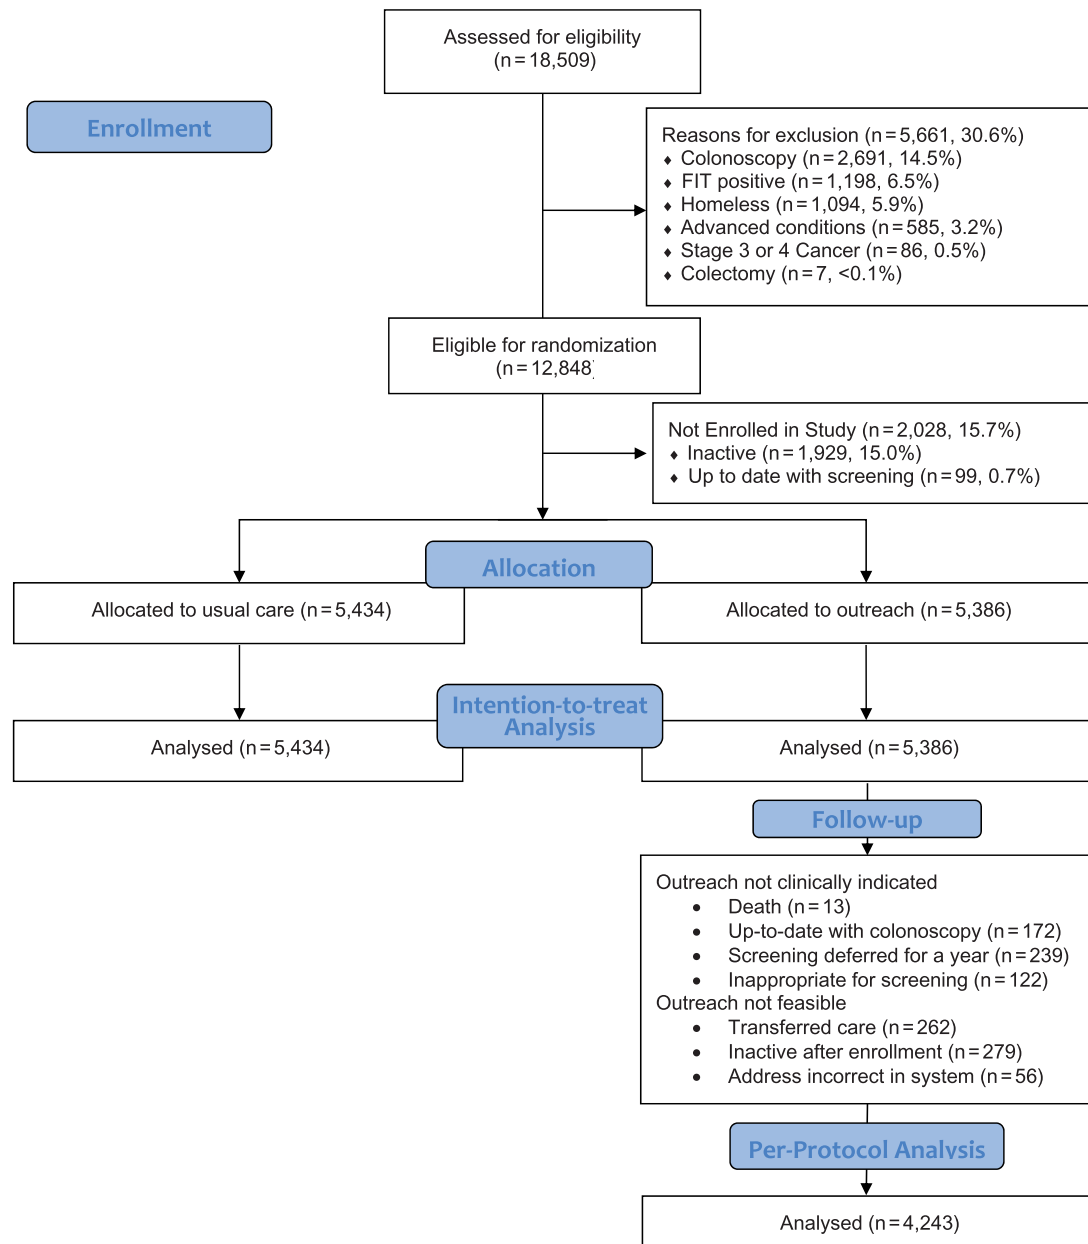 Assessed for eligibility
(n = 18,509)
Enrollment
Reasons for exclusion (n = 5,661, 30.6%)
♦ Colonoscopy (n = 2,691, 14.5%)
♦ FIT positive (n = 1,198, 6.5%)
♦ Homeless (n = 1,094, 5.9%)
♦ Advanced conditions (n = 585, 3.2%)
♦ Stage 3 or 4 Cancer (n = 86, 0.5%)
♦ Colectomy (n = 7, <0.1%)
Eligible for randomization
(n = 12,848)
Not Enrolled in Study (n = 2,028, 15.7%)
♦ Inactive (n = 1,929, 15.0%)
♦ Up to date with screening (n = 99, 0.7%)
Allocation
Allocated to usual care (n = 5,434)
Allocated to outreach (n = 5,386)
Intention-to-treat
Analysis
Analysed (n = 5,434)
Analysed (n = 5,386)
Follow-up
Outreach not clinically indicated
• Death (n = 13)
• Up-to-date with colonoscopy (n = 172)
• Screening deferred for a year (n = 239)
• Inappropriate for screening (n = 122)
Outreach not feasible
• Transferred care (n = 262)
• Inactive after enrollment (n = 279)
• Address incorrect in system (n = 56)
Per-Protocol Analysis
Analysed (n = 4,243)